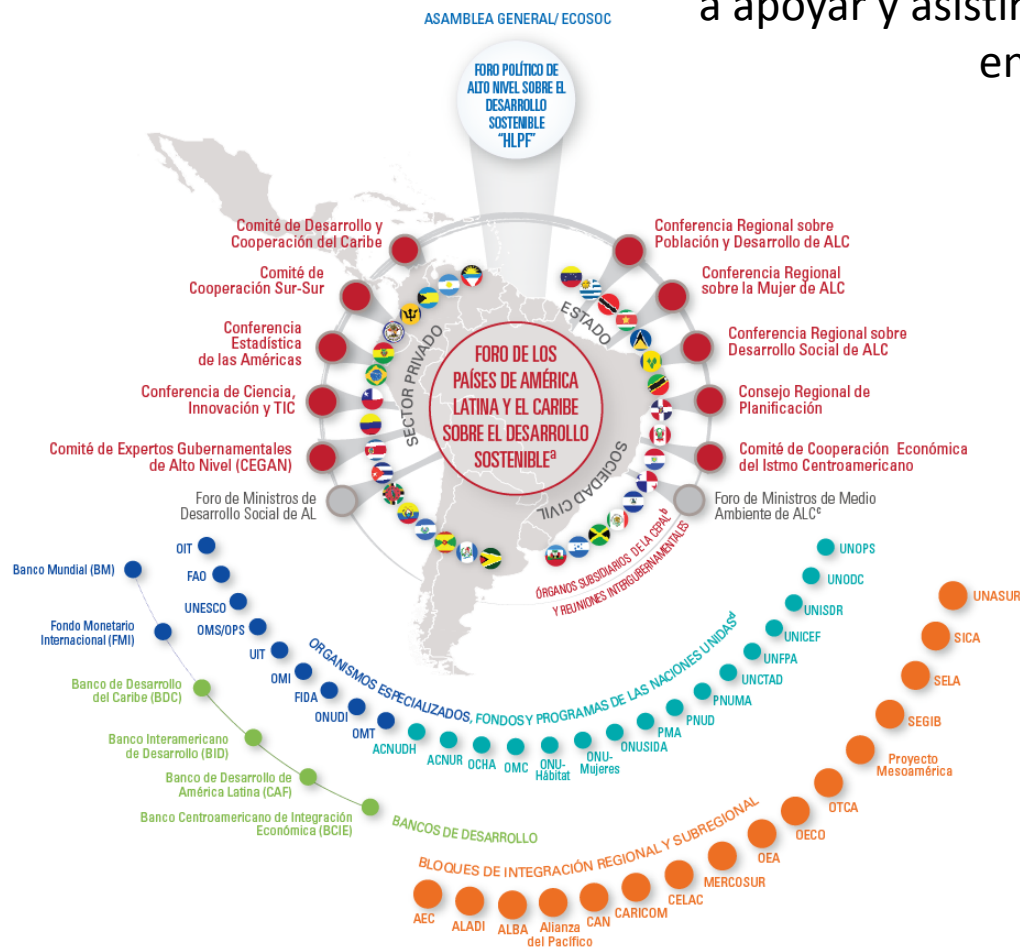 a apoyar y asistir
en
ASAMBLEA GENERAL/ ECOSOC
FORO POLÍTICO DE
ALTO NIVEL SOBRE EL
DESARROLLO
SOSTENIBLE
“HLPF”
Comité de Desarrollo y
Cooperación del Caribe
Comité de
Cooperación Sur-Sur
Conferencia
Estadística
de las Américas
Conferencia de Ciencia,
Innovación y TIC
Comité de Expertos Gubernamentales
de Alto Nivel (CEGAN)
Foro de Ministros de
Desarrollo Social de AL
Conferencia Regional sobre
Población y Desarrollo de ALC
Conferencia Regional
sobre la Mujer de ALC
Conferencia Regional sobre
Desarrollo Social de ALC
Consejo Regional de
Planificación
Comité de Cooperación Económica
del Istmo Centroamericano
Foro de Ministros de Medio
Ambiente de ALCᶜ
SECTOR PRIVADO
ESTADO
SOCIEDAD CIVIL
FORO DE LOS
PAÍSES DE AMÉRICA
LATINA Y EL CARIBE
SOBRE EL DESARROLLO
SOSTENIBLEᵃ
ÓRGANOS SUBSIDIARIOS DE LA CEPALᵇ
Y REUNIONES INTERGUBERNAMENTALES
Banco Mundial (BM)
Fondo Monetario
Internacional (FMI)
Banco de Desarrollo
del Caribe (BDC)
Banco Interamericano
de Desarrollo (BID)
Banco de Desarrollo de
América Latina (CAF)
Banco Centroamericano de Integración
Económica (BCIE)
BANCOS DE DESARROLLO
OIT
FAO
UNESCO
OMS/OPS
UIT
OMI
FIDA
ONUDI
OMT
ACNUDH
ACNUR
OCHA
OMC
ONU-
Hábitat
ONU-
Mujeres
ONUSIDA
PMA
PNUD
PNUMA
UNCTAD
UNFPA
UNICEF
UNISDR
UNODC
UNOPS
ORGANISMOS ESPECIALIZADOS, FONDOS Y PROGRAMAS DE LAS NACIONES UNIDASᵈ
BLOQUES DE INTEGRACIÓN REGIONAL Y SUBREGIONAL
AEC
ALADI
ALBA
Alianza
del Pacífico
CAN
CARICOM
CELAC
MERCOSUR
OEA
OECO
OTCA
Proyecto
Mesoamérica
SEGIB
SELA
SICA
UNASUR